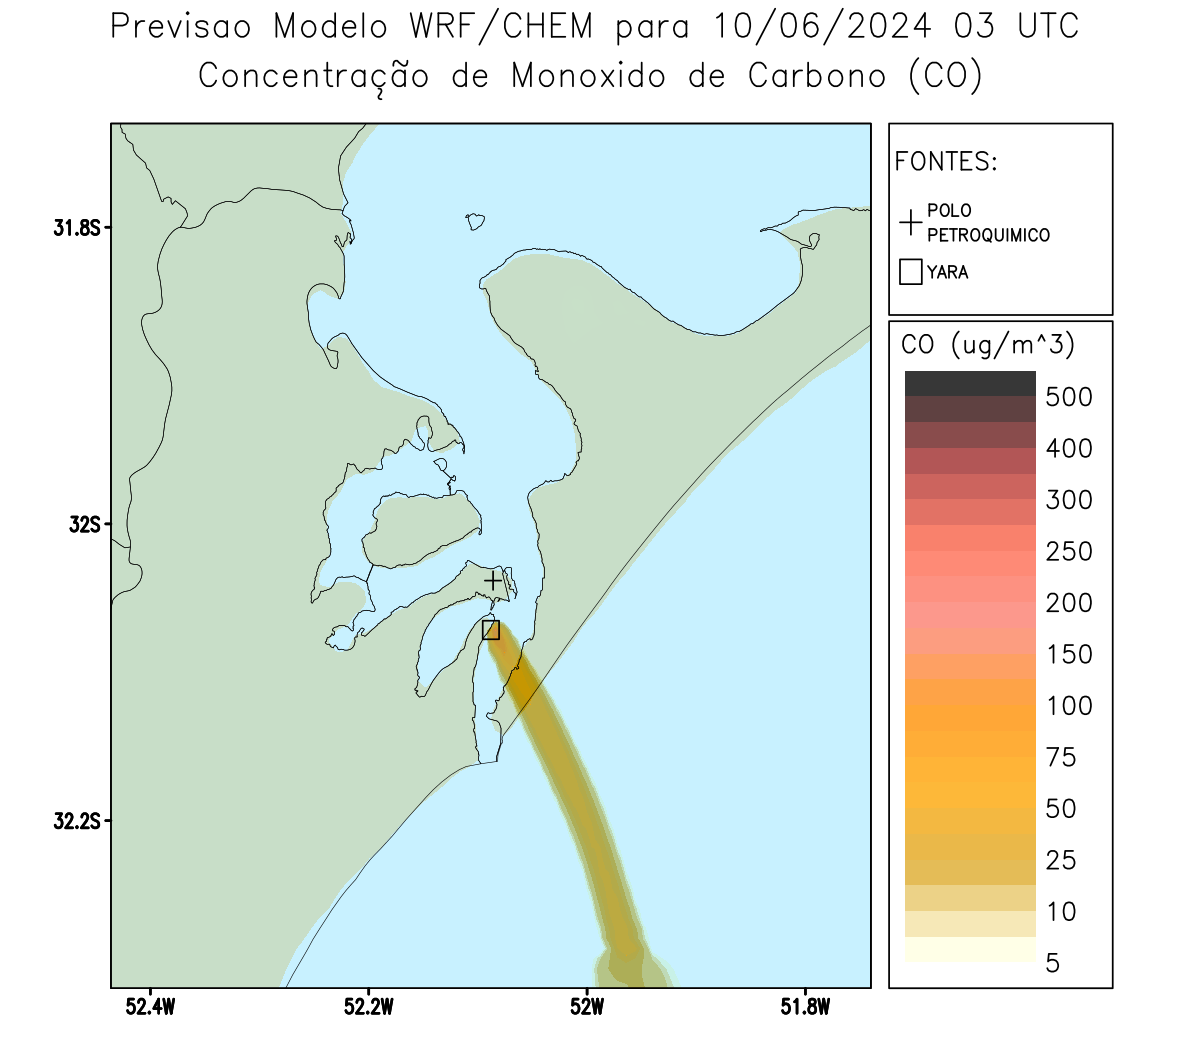 Previsao Modelo WRF/CHEM para 10/06/2024 03 UTC
Concentração de Monoxido de Carbono (CO)
31.8S
32S
32.2S
52.4W
52.2W
52W
51.8W
FONTES:
POLO
PETROQUIMICO
YARA
CO (ug/m^3)
500
400
300
250
200
150
100
75
50
25
10
5